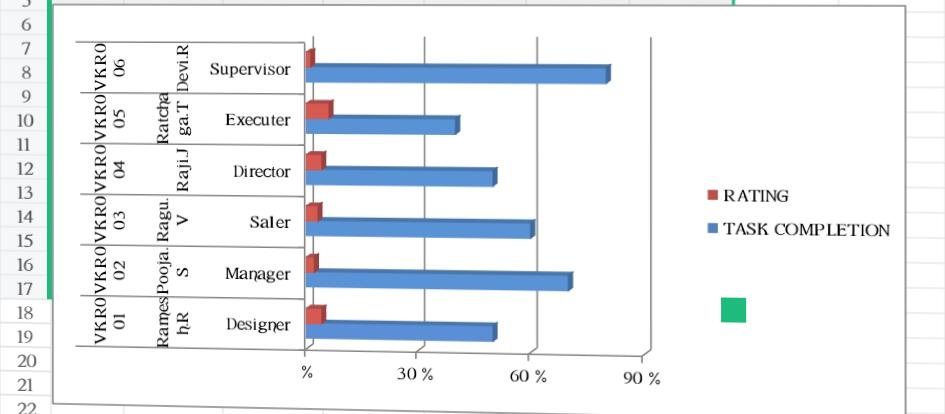 5
6
7
8
9
10
11
12
13
14
15
16
17
18
19
20
21
22
VKR0
06
Devi.R
Supervisor
VKR0
05
Ratcha
ga.T
Executer
VKR0
04
Raji.J
Director
VKR0
03
Ragu.
V
Saler
VKR0
02
Pooja.
S
Manager
VKR0
01
Rames
h.R
Designer
%
30 %
60 %
90 %
RATING
TASK COMPLETION